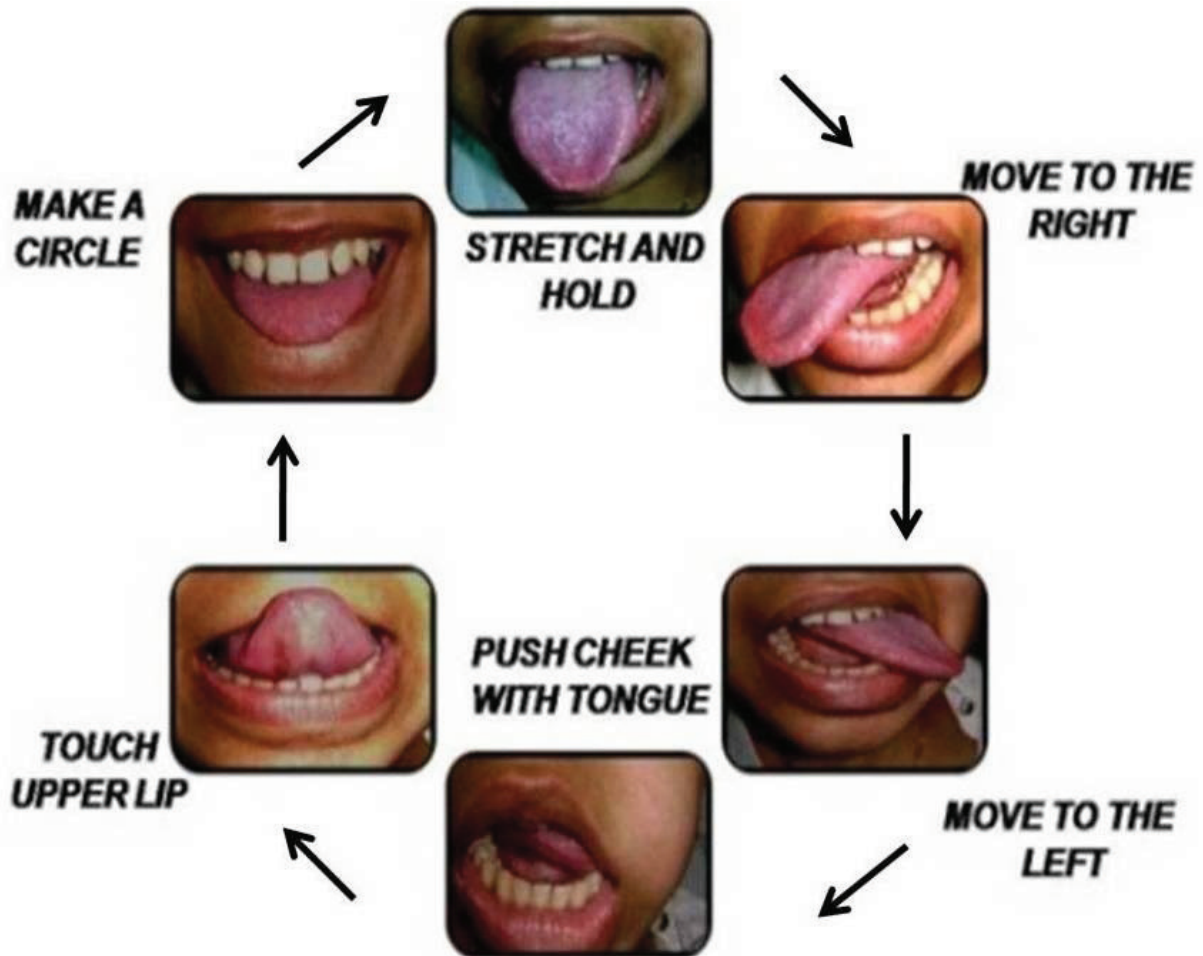 STRETCH AND
HOLD
MOVE TO THE
RIGHT
MOVE TO THE
LEFT
PUSH CHEEK
WITH TONGUE
TOUCH
UPPER LIP
MAKE A
CIRCLE